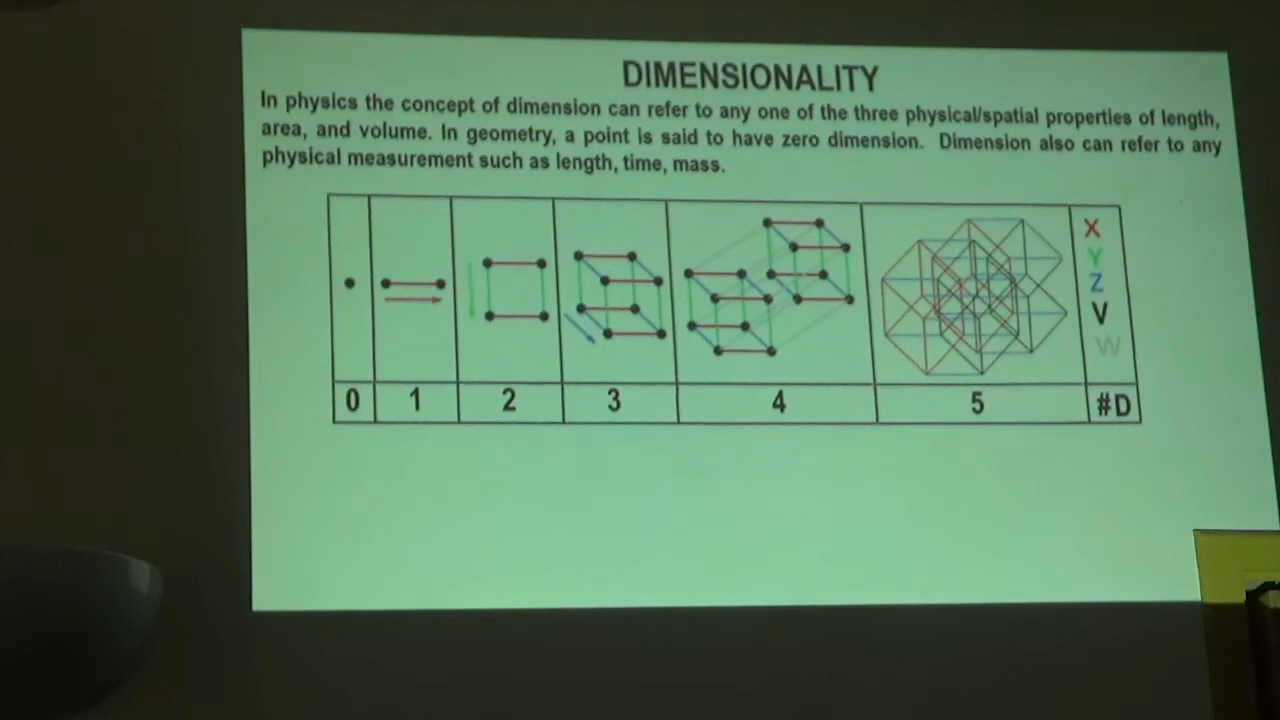 DIMENSIONALITY
In physics the concept of dimension can refer to any one of the three physical/spatial properties of length,
area, and volume. In geometry, a point is said to have zero dimension. Dimension also can refer to any
physical measurement such as length, time, mass.
X
Y
Z
V
W
0 1 2 3 4 5 #D